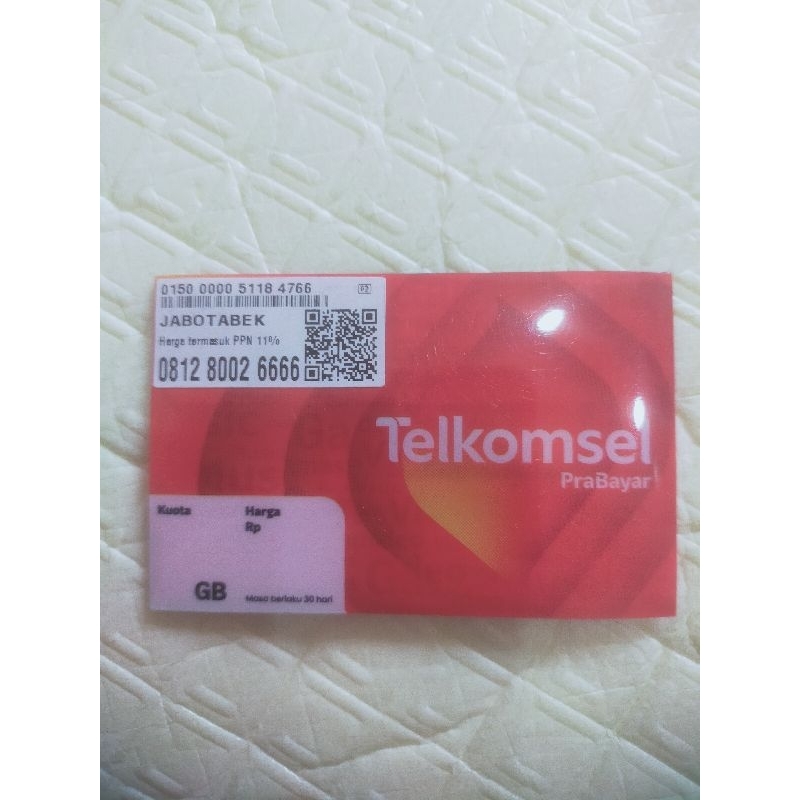 0150 0000 5118 4766
03
JABOTABEK
Harga termasuk PPN 11%
0812 8002 6666
Telkomsel
PraBayar
Kuota
Harga
Rp
GB
Masa berlaku 30 hari